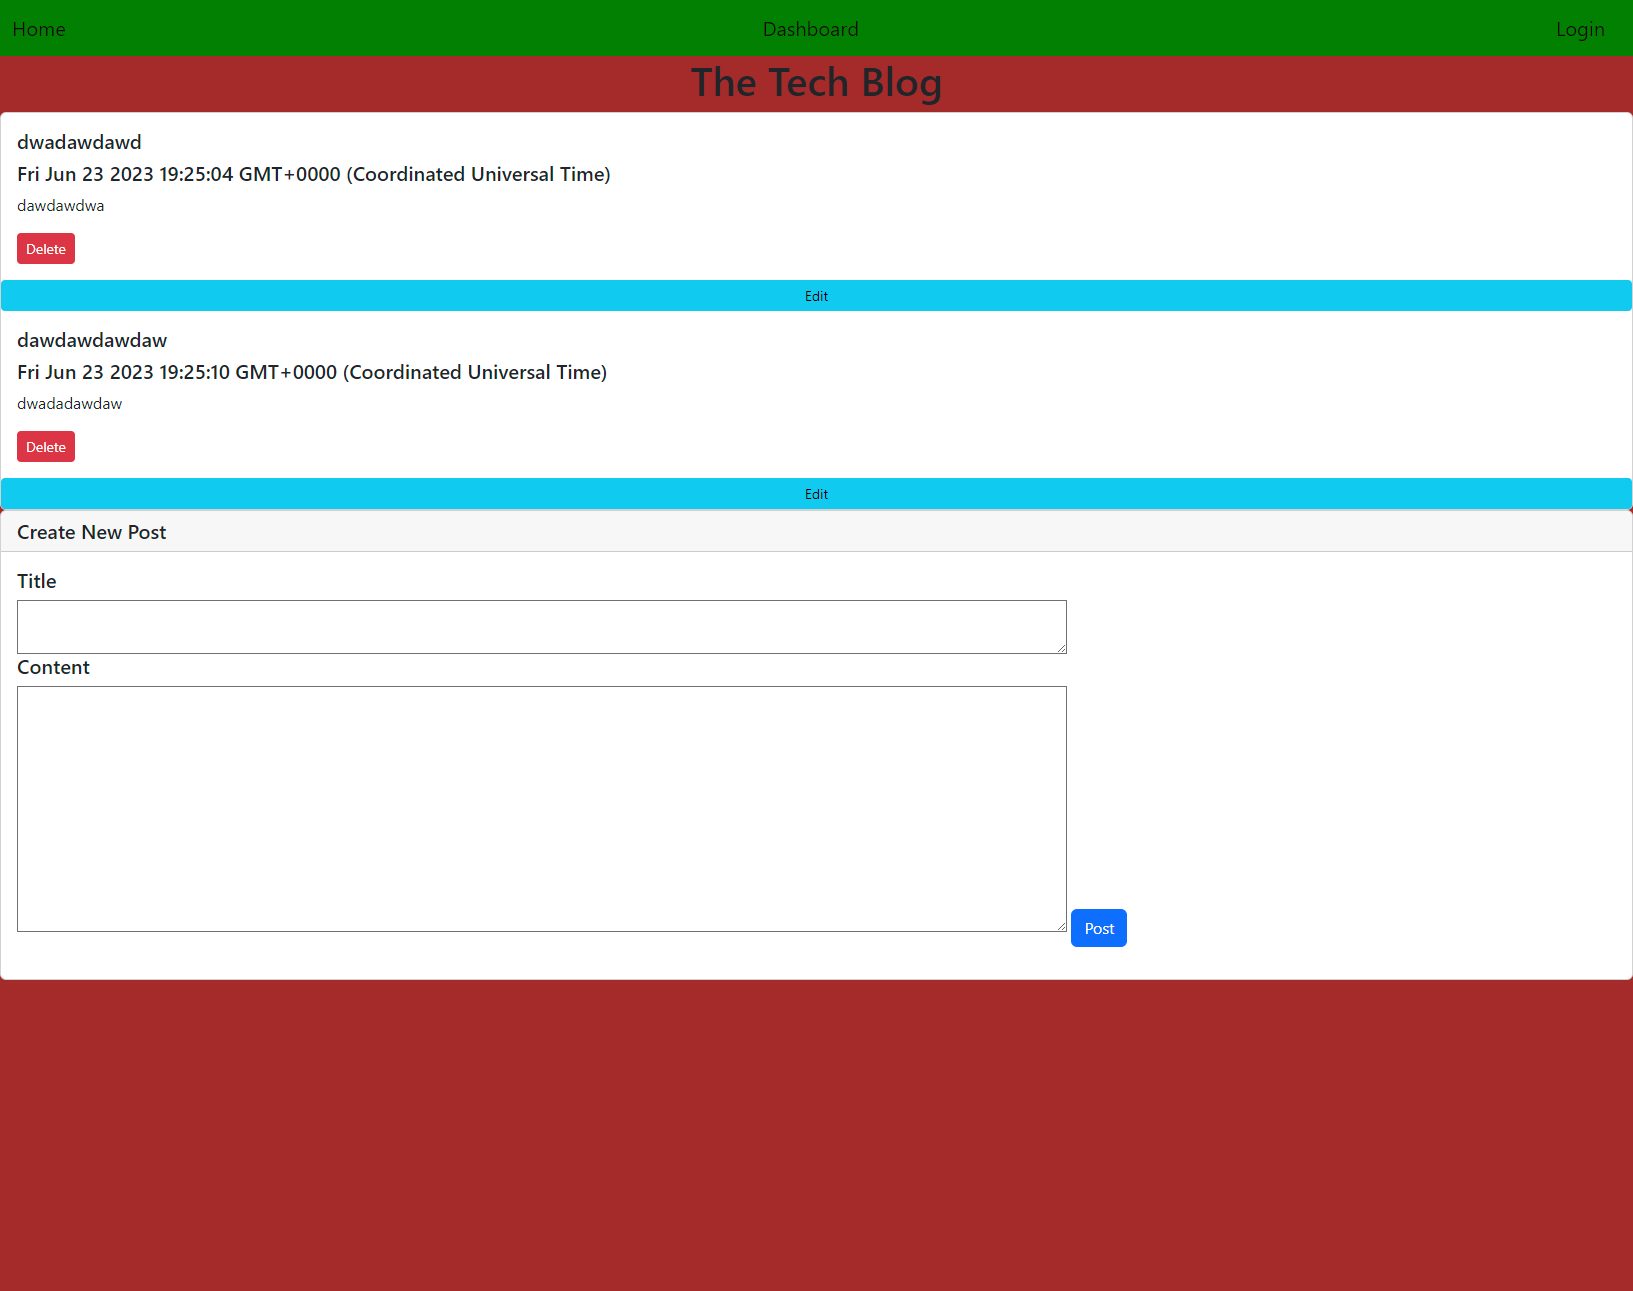 Home Dashboard Login
The Tech Blog
dwadawdawd
Fri Jun 23 2023 19:25:04 GMT+0000 (Coordinated Universal Time)
dawdawdwa
Delete
Edit
dawdawdawdaw
Fri Jun 23 2023 19:25:10 GMT+0000 (Coordinated Universal Time)
dwadadawdaw
Delete
Edit
Create New Post
Title
Content
Post